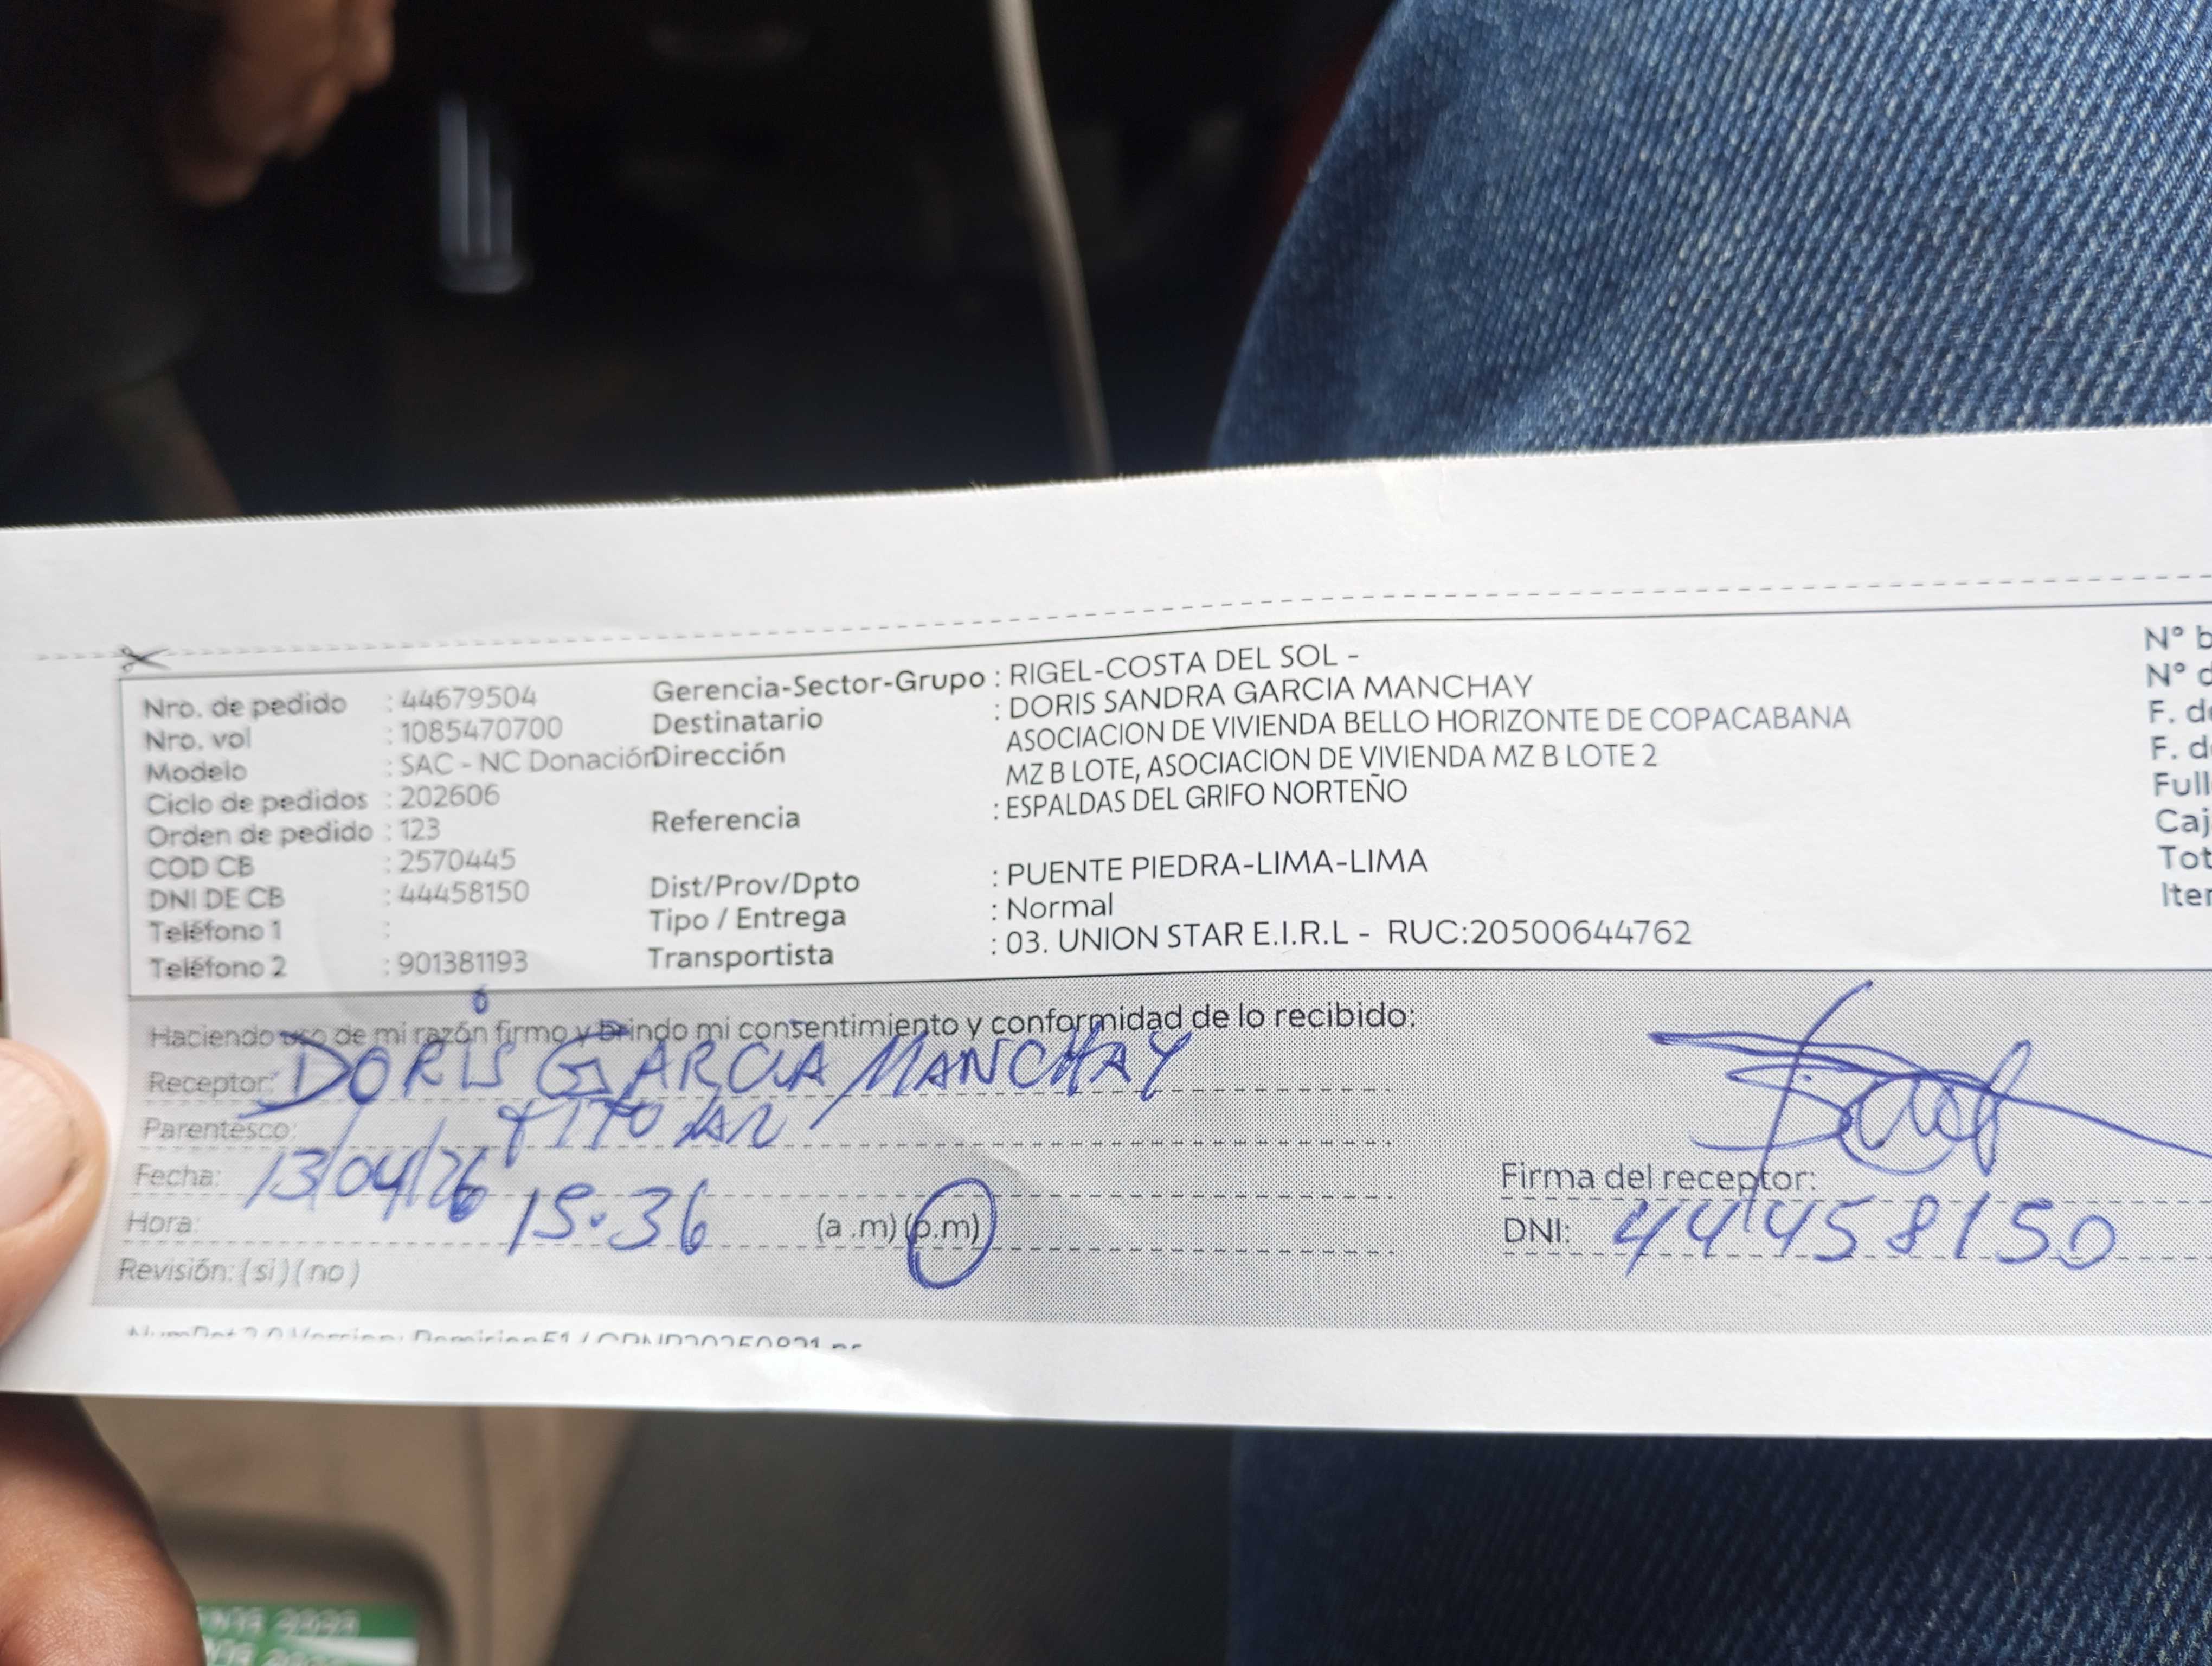 Nro. de pedido : 44679504
Nro. vol : 1085470700
Modelo : SAC - NC Donación
Ciclo de pedidos : 202606
Orden de pedido : 123
COD CB : 2570445
DNI DE CB : 44458150
Teléfono 1 :
Teléfono 2 : 901381193
Gerencia-Sector-Grupo : RIGEL-COSTA DEL SOL -
Destinatario : DORIS SANDRA GARCIA MANCHAY
Dirección ASOCIACION DE VIVIENDA BELLO HORIZONTE DE COPACABANA
MZ B LOTE, ASOCIACION DE VIVIENDA MZ B LOTE 2
Referencia : ESPALDAS DEL GRIFO NORTEÑO
Dist/Prov/Dpto : PUENTE PIEDRA-LIMA-LIMA
Tipo / Entrega : Normal
Transportista : 03. UNION STAR E.I.R.L - RUC:20500644762
N° b
N° d
F. de
F. de
Full
Caj
Tot
Iter
Haciendo uso de mi razón firmo y brindo mi consentimiento y conformidad de lo recibido:
Receptor: DORIS GARCIA MANCHAY
Parentesco: TITULAR
Fecha: 13/04/26
Hora: 15:36 (a .m) (p.m)
Revisión: (si) (no)
Firma del receptor:
DNI: 44458150